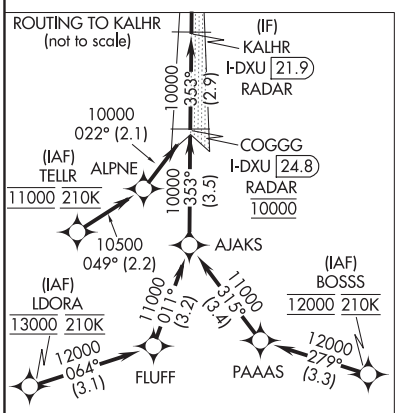 ROUTING TO KALHR
(not to scale)
(IF)
KALHR
I-DXU 21.9
RADAR
10000
353°
(2.9)
10000
022° (2.1)
COGGG
I-DXU 24.8
RADAR
10000
(IAF)
TELLR
11000 210K
ALPNE
10000
353°
(3.5)
10500
049° (2.2)
AJAKS
(IAF)
LDORA
13000 210K
11000
011°
(3.2)
11000
315°
(3.4)
(IAF)
BOSSS
12000 210K
12000
064°
(3.1)
FLUFF
PAAAS
12000
279°
(3.3)